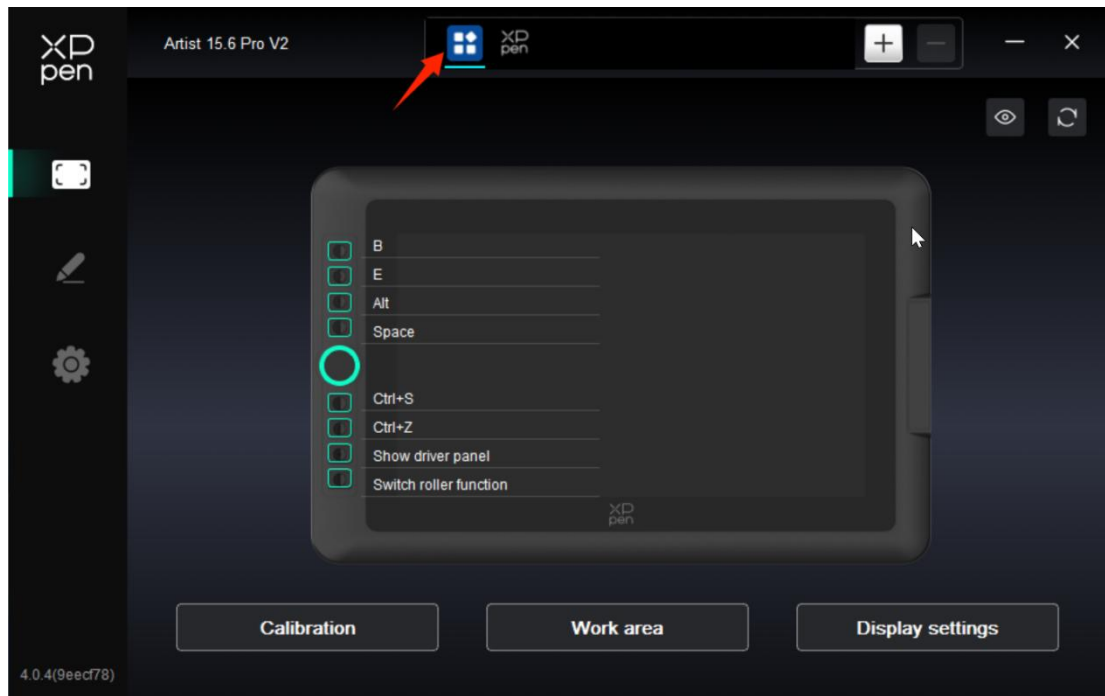 XP
pen
Artist 15.6 Pro V2
XP
pen
B
E
Alt
Space
Ctrl+S
Ctrl+Z
Show driver panel
Switch roller function
XP
pen
Calibration
Work area
Display settings
4.0.4(9eecf78)